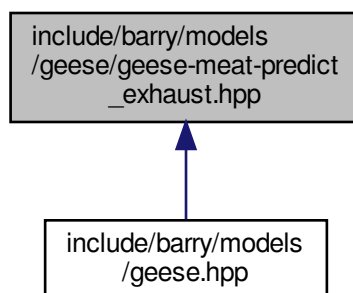 include/barry/models
/geese/geese-meat-predict
_exhaust.hpp
include/barry/models
/geese.hpp